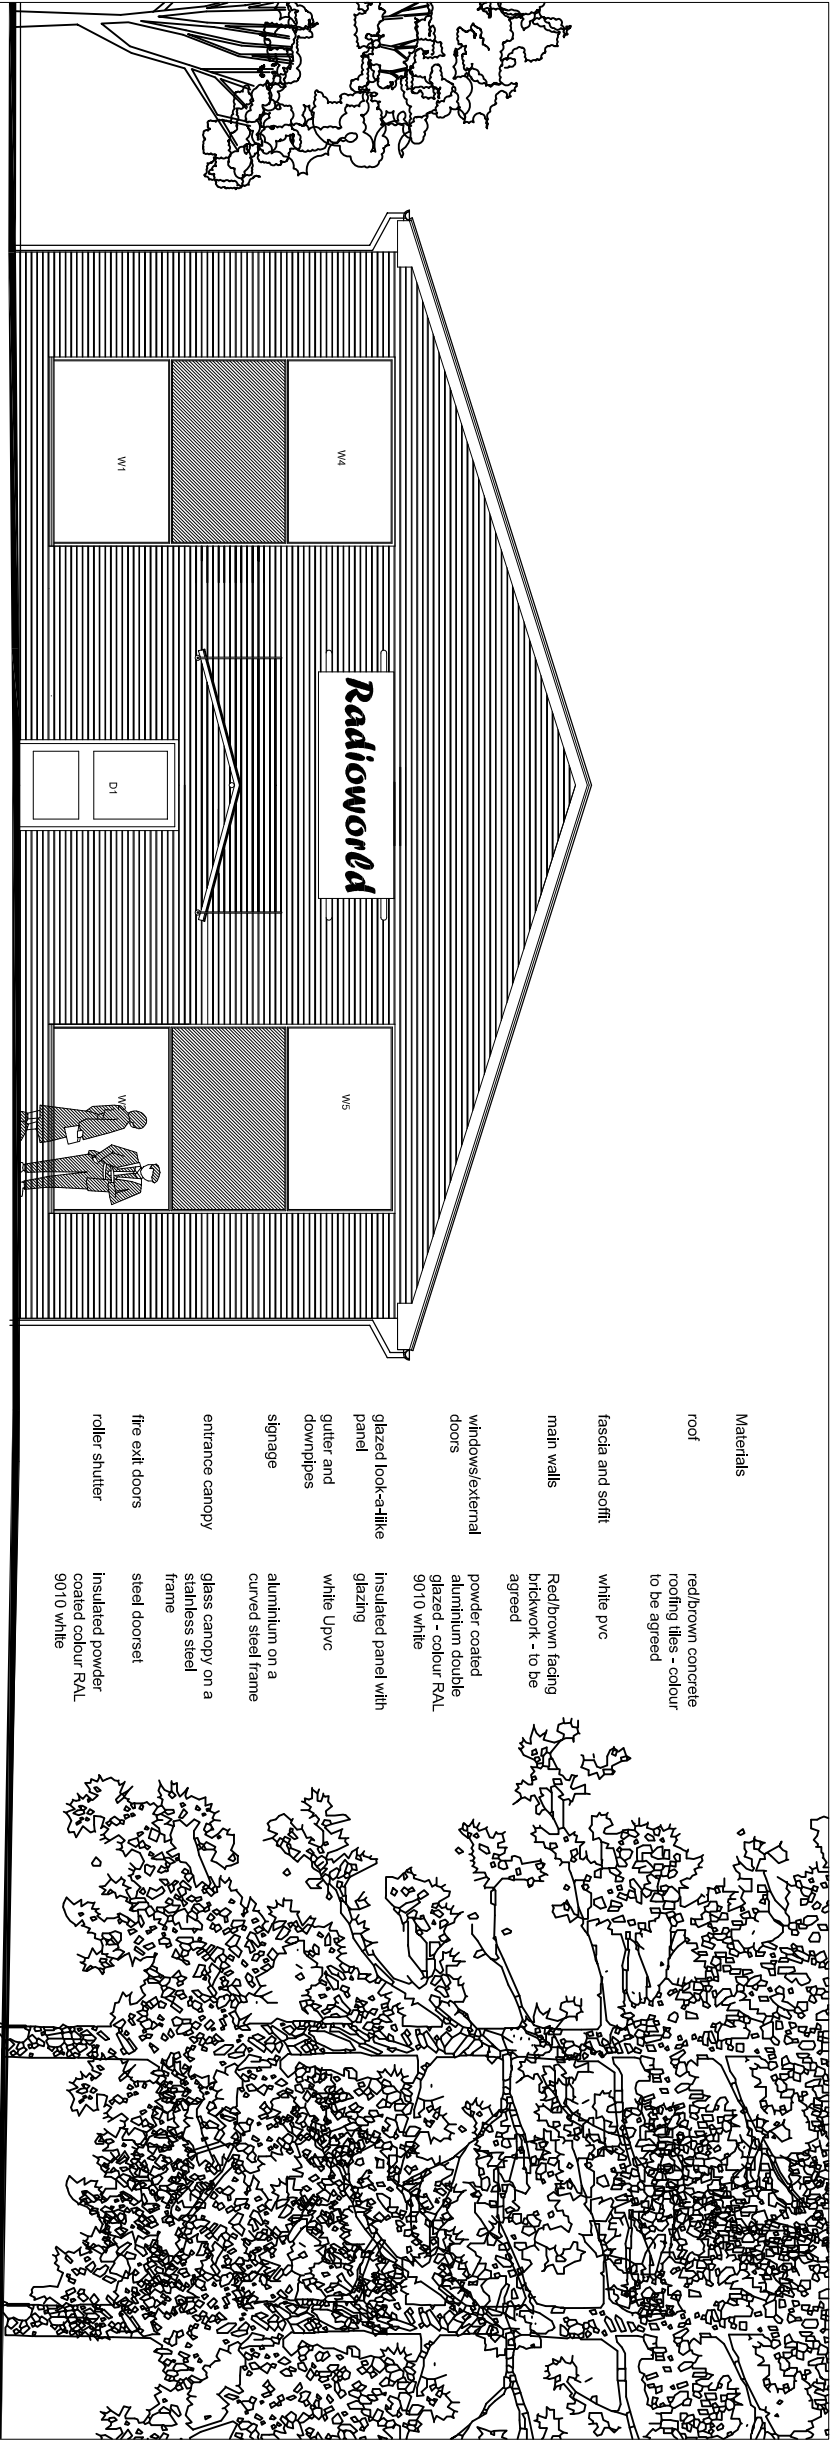 W4
W1
Radioworld
D1
W5
W
Materials
roof
red/brown concrete
roofing tiles - colour
to be agreed
fascia and soffit
white pvc
main walls
Red/brown facing
brickwork - to be
agreed
windows/external
doors
powder coated
aluminium double
glazed - colour RAL
9010 white
glazed look-a-liike
panel
insulated panel with
glazing
gutter and
downpipes
white Upvc
signage
aluminium on a
curved steel frame
entrance canopy
glass canopy on a
stainless steel
frame
fire exit doors
steel doorset
roller shutter
insulated powder
coated colour RAL
9010 white